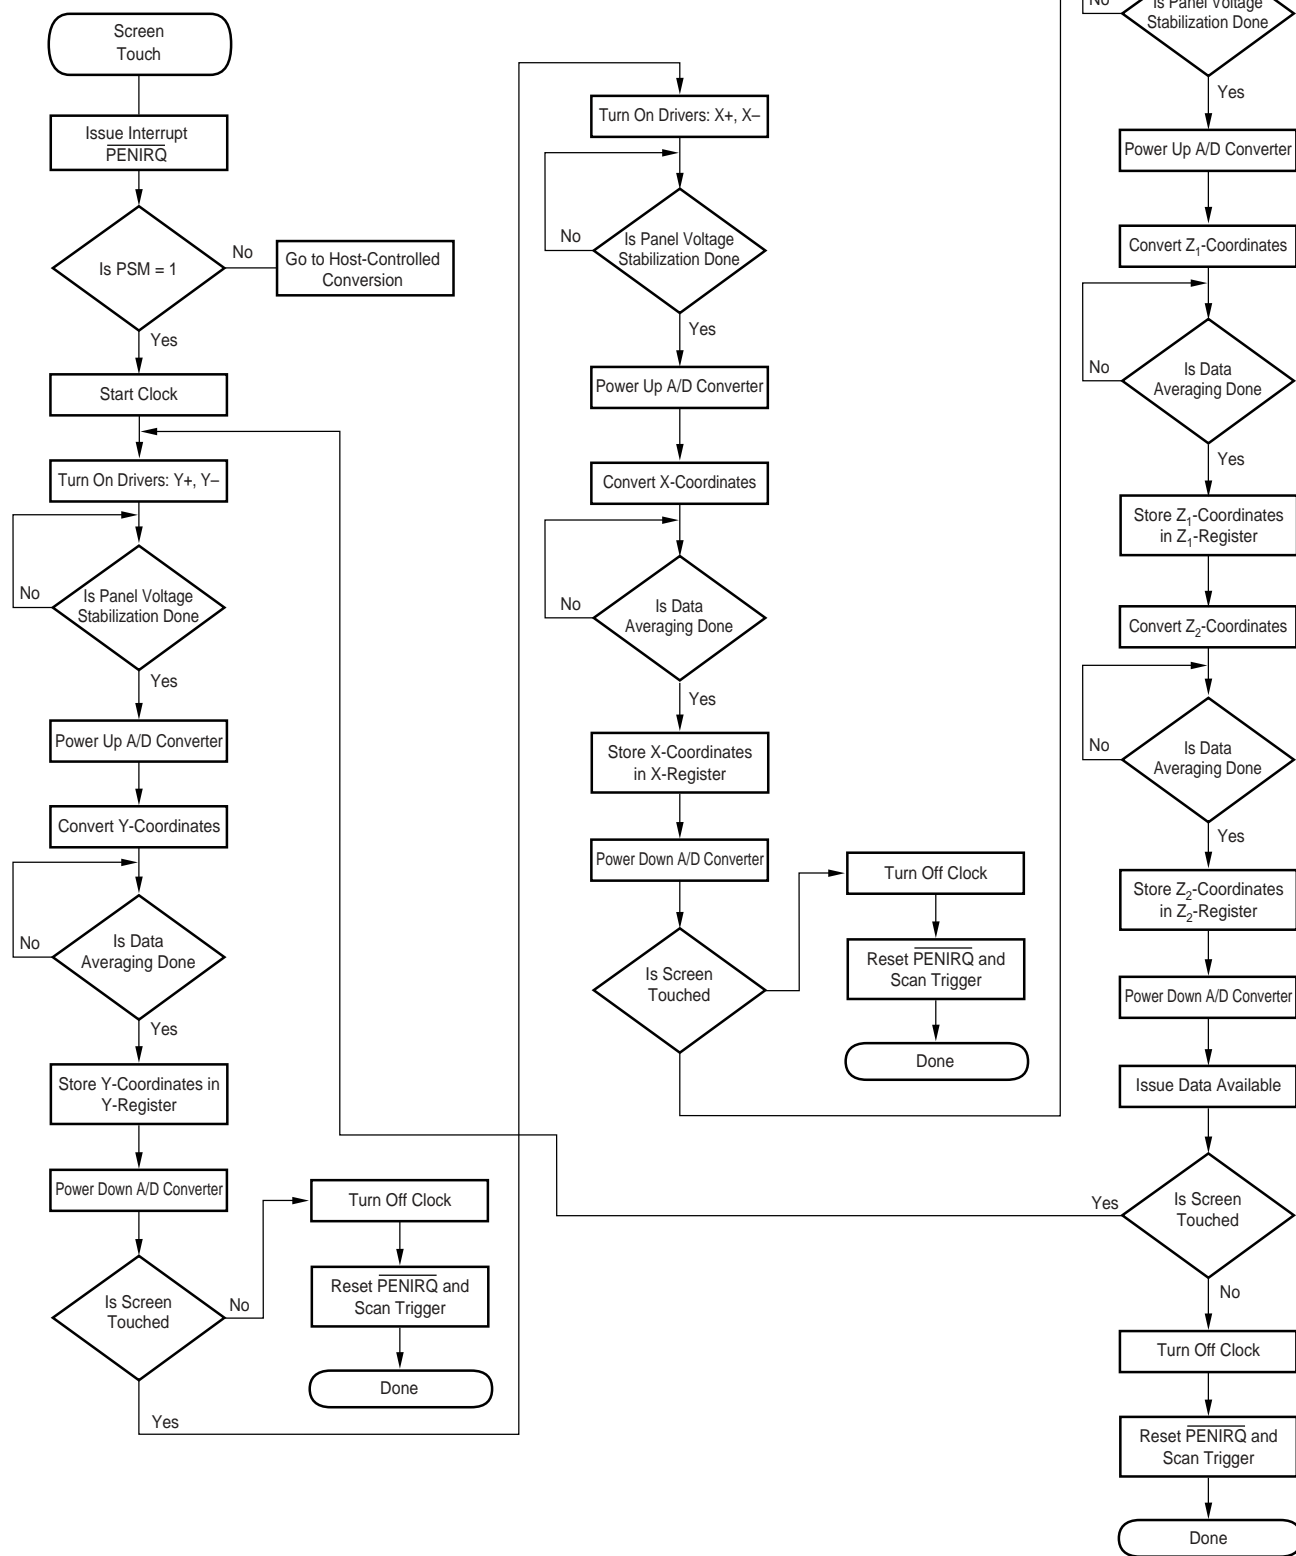 Screen
Touch
Issue Interrupt
PENIRQ
Is PSM = 1
No
Go to Host-Controlled
Conversion
Yes
Start Clock
Turn On Drivers: Y+, Y–
Is Panel Voltage
Stabilization Done
No
Yes
Power Up A/D Converter
Convert Y-Coordinates
Is Data
Averaging Done
No
Yes
Store Y-Coordinates in
Y-Register
Power Down A/D Converter
Is Screen
Touched
No
Turn Off Clock
Reset PENIRQ and
Scan Trigger
Done
Yes
Turn On Drivers: X+, X–
Is Panel Voltage
Stabilization Done
No
Yes
Power Up A/D Converter
Convert X-Coordinates
Is Data
Averaging Done
No
Yes
Store X-Coordinates
in X-Register
Power Down A/D Converter
Is Screen
Touched
Turn Off Clock
Reset PENIRQ and
Scan Trigger
Done
No
Is Panel Voltage
Stabilization Done
Yes
Power Up A/D Converter
Convert Z1-Coordinates
Is Data
Averaging Done
No
Yes
Store Z1-Coordinates
in Z1-Register
Convert Z2-Coordinates
Is Data
Averaging Done
No
Yes
Store Z2-Coordinates
in Z2-Register
Power Down A/D Converter
Issue Data Available
Is Screen
Touched
Yes
No
Turn Off Clock
Reset PENIRQ and
Scan Trigger
Done